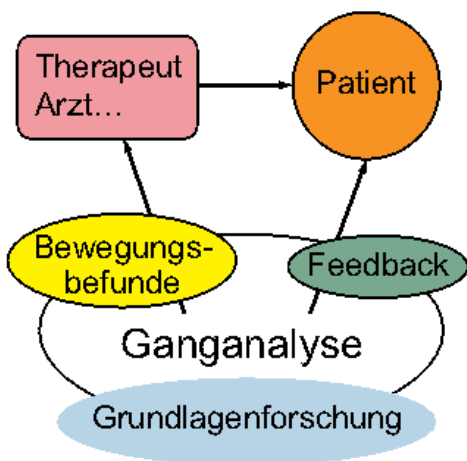 Therapeut
Arzt...
Patient
Bewegungs-
befunde
Feedback
Ganganalyse
Grundlagenforschung